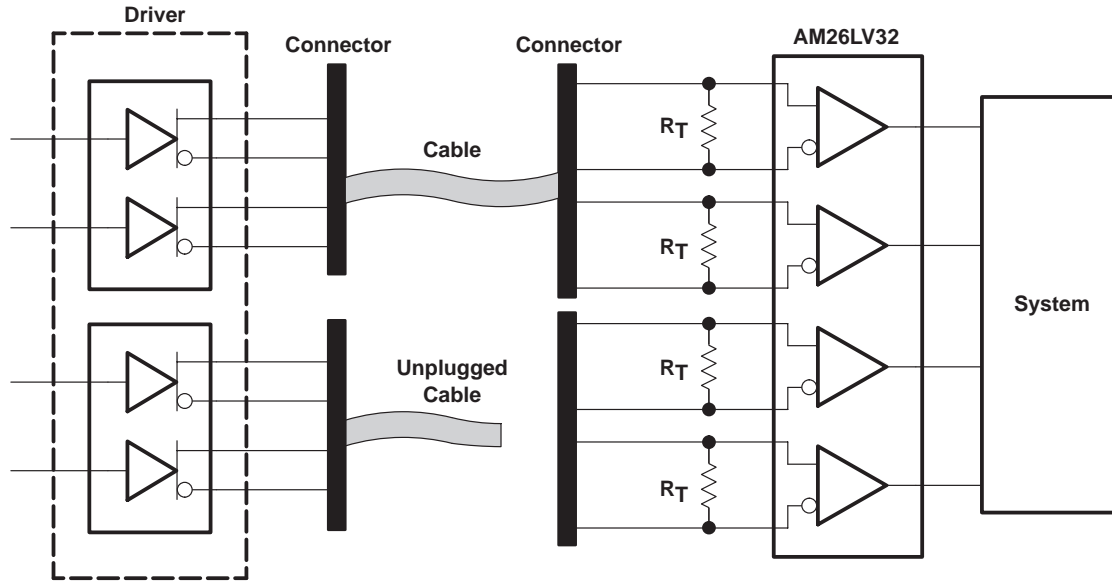 Driver
Connector
Connector
AM26LV32
Cable
RT
RT
System
Unplugged
Cable
RT
RT